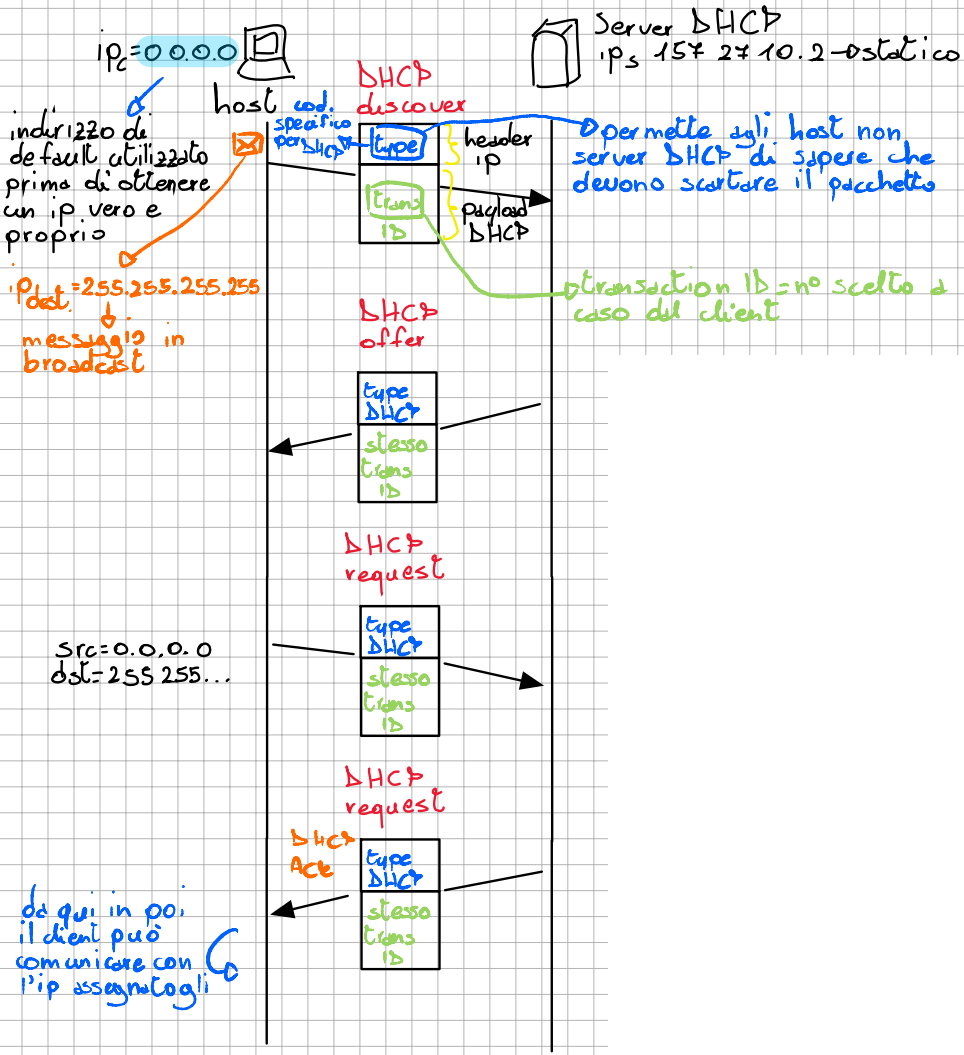 ip_c=0.0.0.0
Server DHCP
ip_s 157 27 10.2→statico
host
DHCP
discover
indirizzo di
default utilizzato
prima di ottenere
un ip vero e
proprio
cod.
specifico
per DHCP
type
header
ip
trans
ID
payload
DHCP
permette agli host non
server DHCP di sapere che
devono scartare il pacchetto
ip_dest=255.255.255.255
messaggio in
broadcast
transaction ID=n° scelto a
caso dal client
DHCP
offer
type
DHCP
stesso
trans
ID
DHCP
request
src=0.0.0.0
dst=255 255...
type
DHCP
stesso
trans
ID
DHCP
request
DHCP
ACK
type
DHCP
stesso
trans
ID
da qui in poi
il client può
comunicare con
l'ip assegnatogli